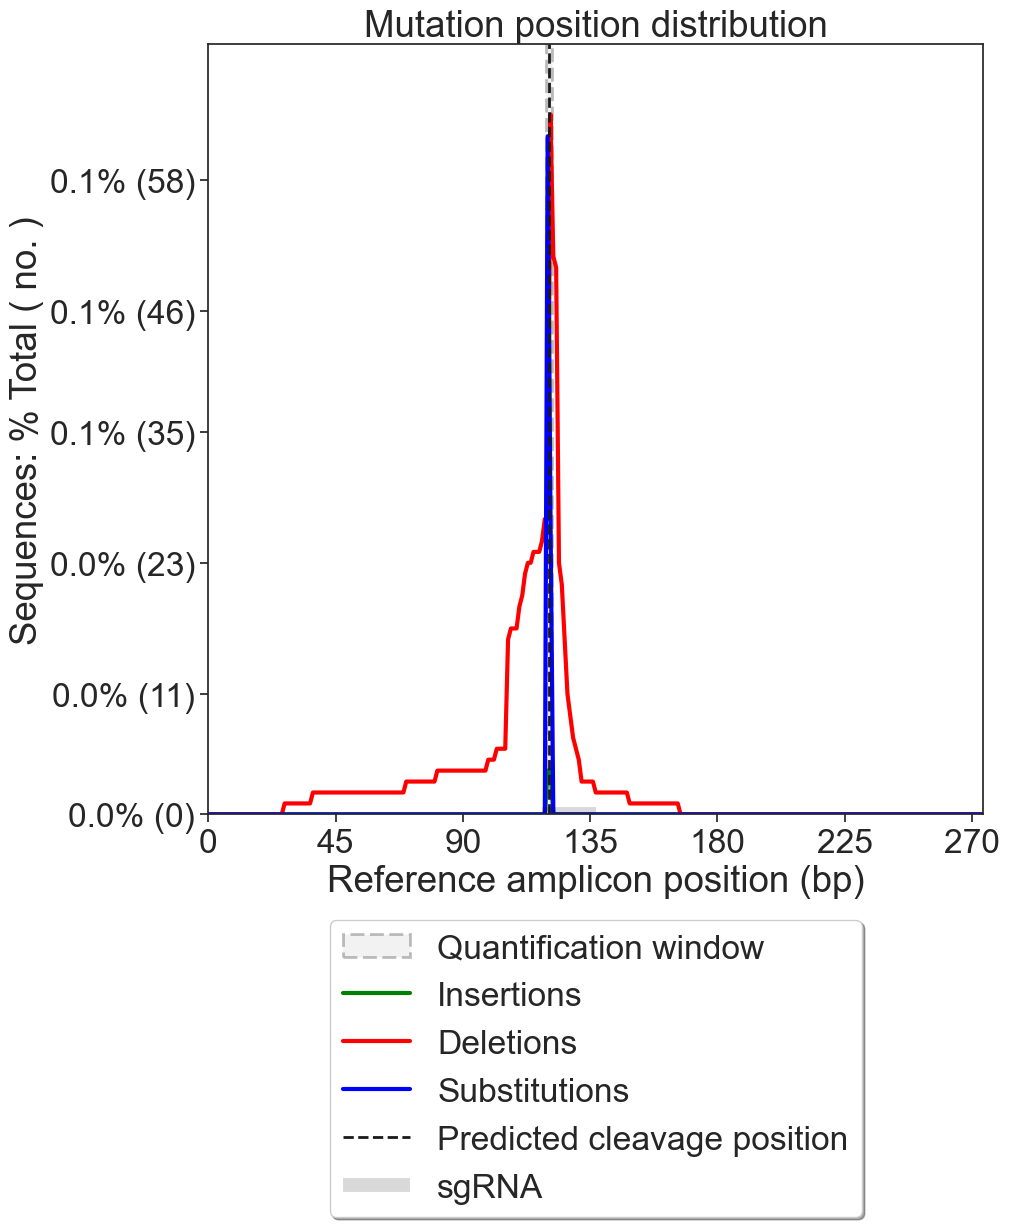 Mutation position distribution
Sequences: % Total ( no. )
0.1% (58)
0.1% (46)
0.1% (35)
0.0% (23)
0.0% (11)
0.0% (0)
0 45 90 135 180 225 270
Reference amplicon position (bp)
Quantification window
Insertions
Deletions
Substitutions
Predicted cleavage position
sgRNA